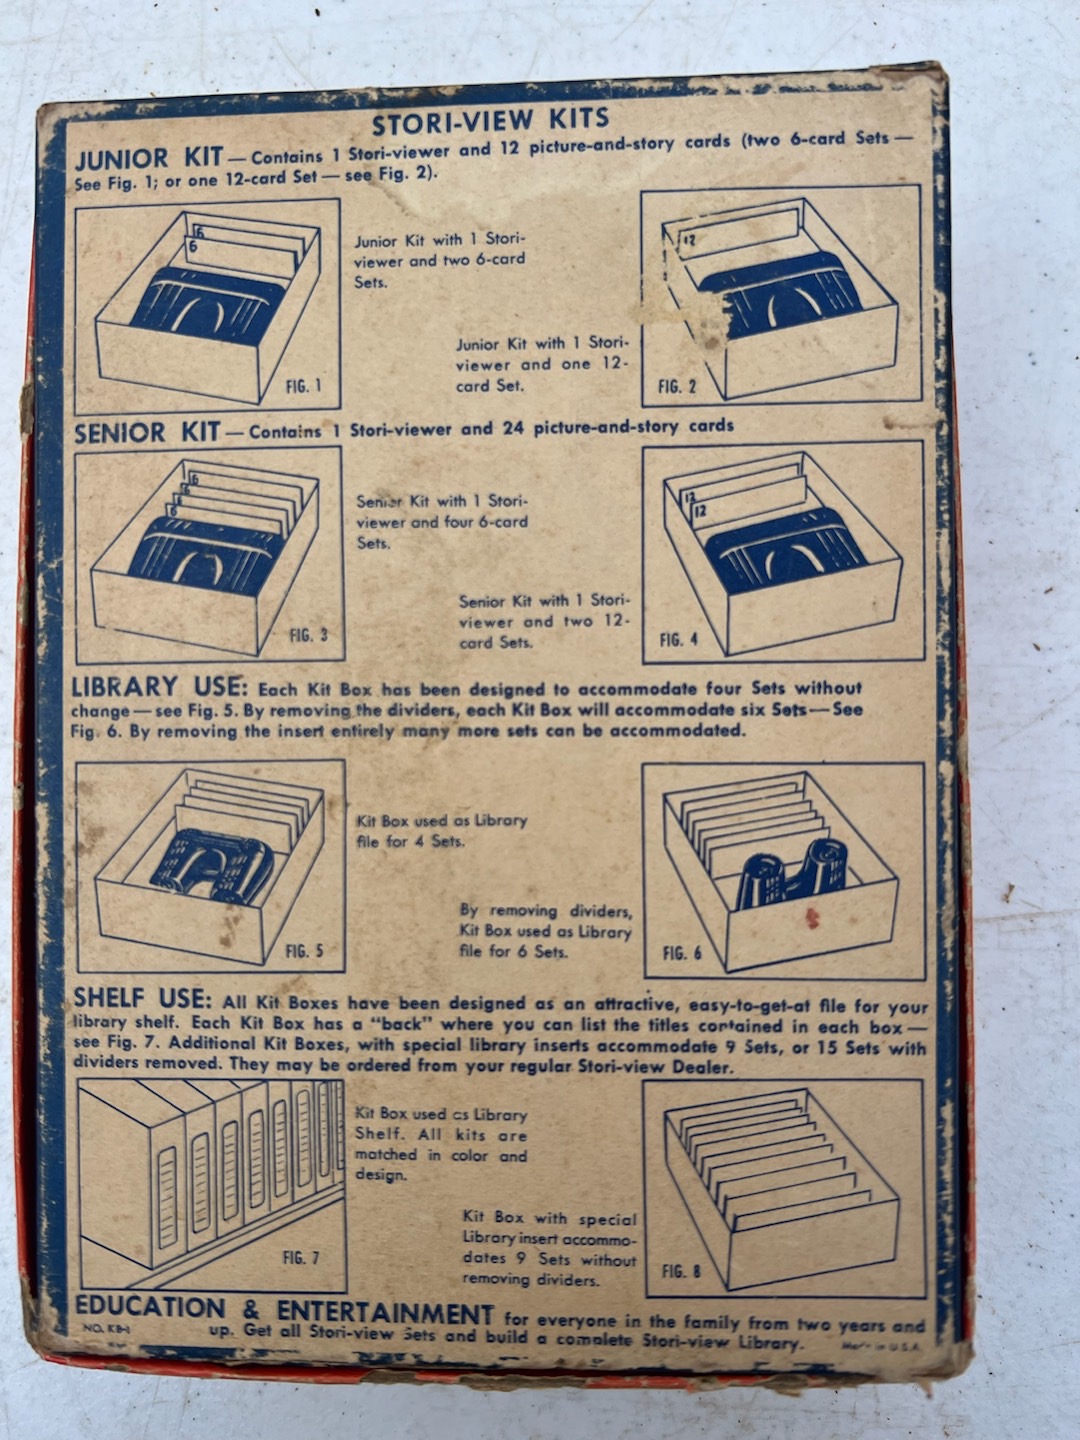 STORI-VIEW KITS
JUNIOR KIT — Contains 1 Stori-viewer and 12 picture-and-story cards (two 6-card Sets —
See Fig. 1; or one 12-card Set — see Fig. 2).
6
6
FIG. 1
Junior Kit with 1 Stori-
viewer and two 6-card
Sets.
Junior Kit with 1 Stori-
viewer and one 12-
card Set.
12
FIG. 2
SENIOR KIT — Contains 1 Stori-viewer and 24 picture-and-story cards
6
6
6
FIG. 3
Senior Kit with 1 Stori-
viewer and four 6-card
Sets.
Senior Kit with 1 Stori-
viewer and two 12-
card Sets.
12
12
FIG. 4
LIBRARY USE: Each Kit Box has been designed to accommodate four Sets without
change — see Fig. 5. By removing the dividers, each Kit Box will accommodate six Sets — See
Fig. 6. By removing the insert entirely many more sets can be accommodated.
FIG. 5
Kit Box used as Library
file for 4 Sets.
By removing dividers,
Kit Box used as Library
file for 6 Sets.
FIG. 6
SHELF USE: All Kit Boxes have been designed as an attractive, easy-to-get-at file for your
library shelf. Each Kit Box has a "back" where you can list the titles contained in each box —
see Fig. 7. Additional Kit Boxes, with special library inserts accommodate 9 Sets, or 15 Sets with
dividers removed. They may be ordered from your regular Stori-view Dealer.
FIG. 7
Kit Box used as Library
Shelf. All kits are
matched in color and
design.
Kit Box with special
Library insert accommo-
dates 9 Sets without
removing dividers.
FIG. 8
EDUCATION & ENTERTAINMENT for everyone in the family from two years and
up. Get all Stori-view Sets and build a complete Stori-view Library.
NO. KB-1
Made in U.S.A.